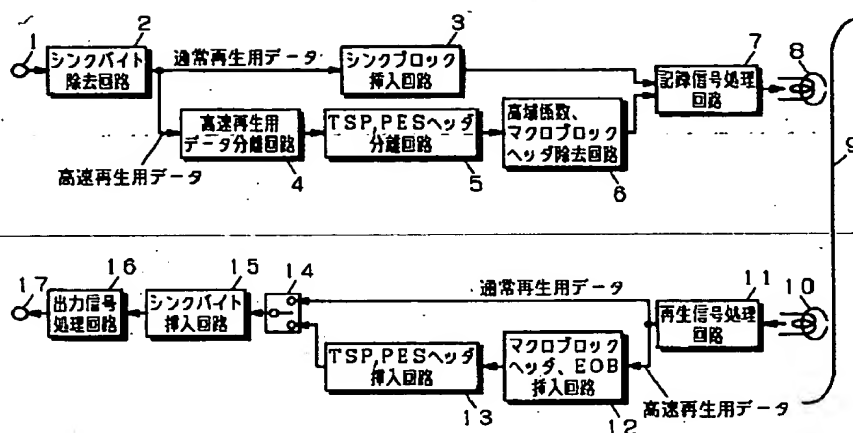 1
2
3
7
8
9
シンクバイト
除去回路
通常再生用データ
シンクブロック
挿入回路
記録信号処理
回路
高速再生用
データ分離回路
TSP,PESヘッダ
分離回路
高域係数、
マクロブロック
ヘッダ除去回路
高速再生用データ
4
5
6
17
16
15
14
11
10
出力信号
処理回路
シンクバイト
挿入回路
通常再生用データ
再生信号処理
回路
TSP,PESヘッダ
挿入回路
マクロブロック
ヘッダ、EOB
挿入回路
高速再生用データ
13
12